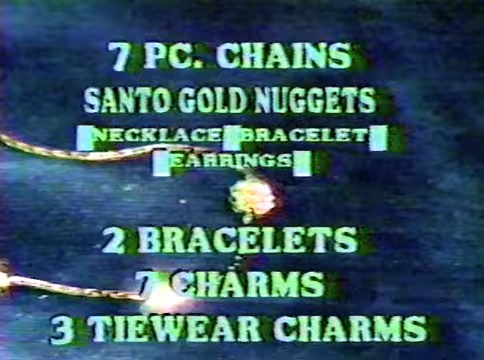 7 PC. CHAINS
SANTO GOLD NUGGETS
NECKLACE BRACELET
EARRINGS
2 BRACELETS
7 CHARMS
3 TIEWEAR CHARMS